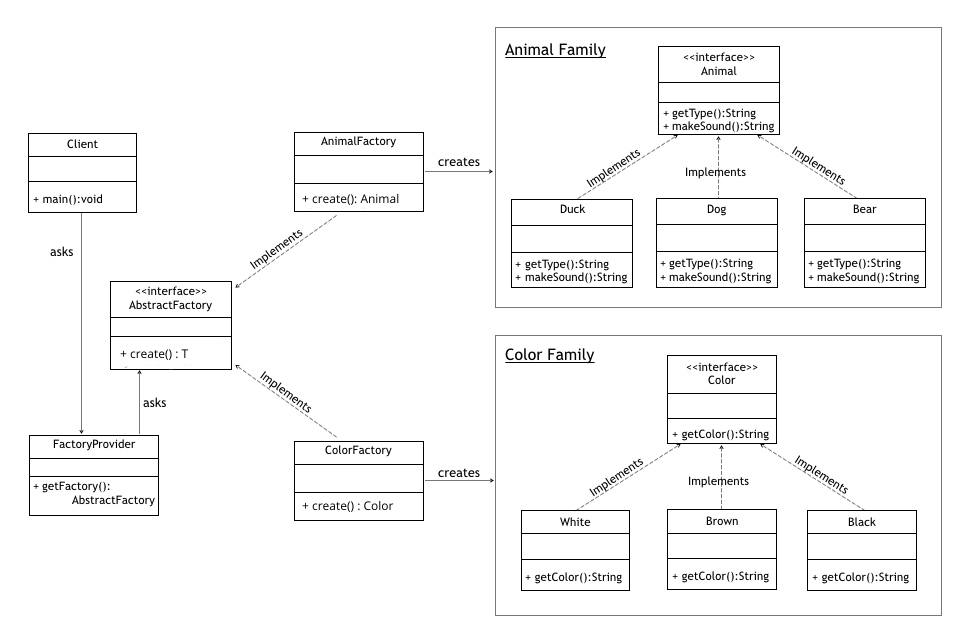 Animal Family
<<interface>>
Animal
+ getType():String
+ makeSound():String
Client
+ main():void
AnimalFactory
+ create(): Animal
creates
Implements
Implements
Implements
Duck
+ getType():String
+ makeSound():String
Dog
+ getType():String
+ makeSound():String
Bear
+ getType():String
+ makeSound():String
asks
Implements
<<interface>>
AbstractFactory
+ create() : T
asks
Implements
Color Family
<<interface>>
Color
+ getColor():String
FactoryProvider
+ getFactory():
AbstractFactory
ColorFactory
+ create() : Color
creates
Implements
Implements
Implements
White
+ getColor():String
Brown
+ getColor():String
Black
+ getColor():String